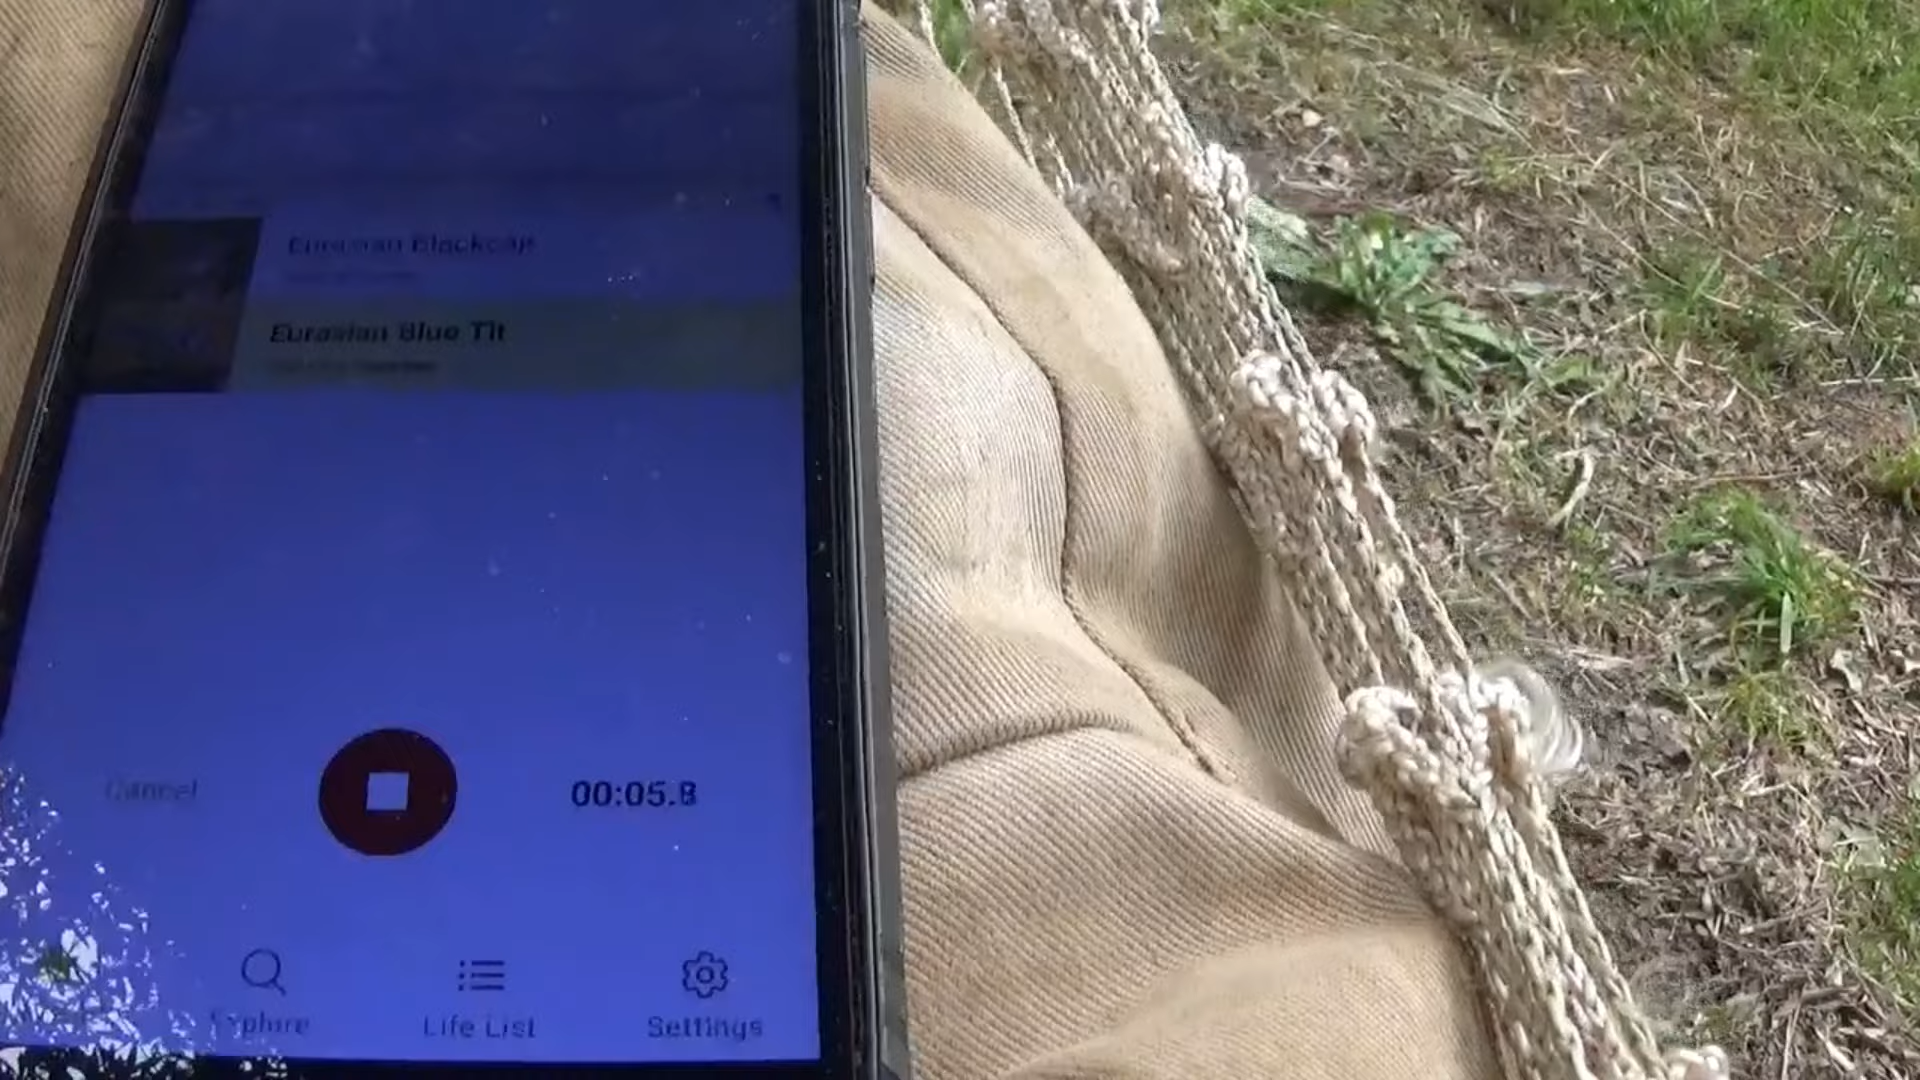 Eurasian Blackcap
Eurasian Blue Tit
Cancel
00:05.8
Explore
Life List
Settings